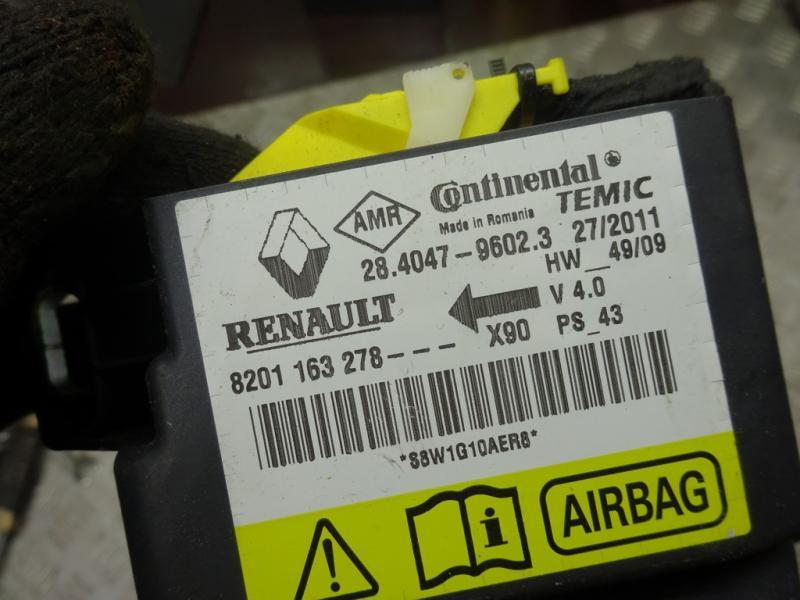 AMR
Continental
Made in Romania TEMIC
28.4047-9602.3 27/2011
HW__49/09
RENAULT
V 4.0
8201 163 278--- X90 PS_43
*S8W1G10AER8*
AIRBAG